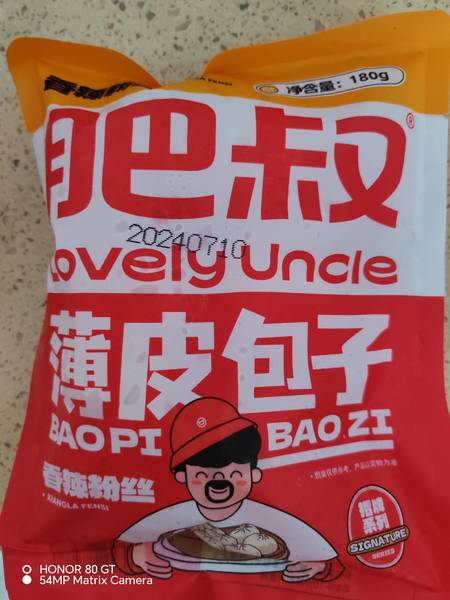 净含量: 180g
肥叔®
20240710
Lovely Uncle
薄皮包子
BAO PI BAO ZI
香辣粉丝
• XIANGLA FENSI
招牌系列
SIGNATURE
SERIES
HONOR 80 GT
54MP Matrix Camera